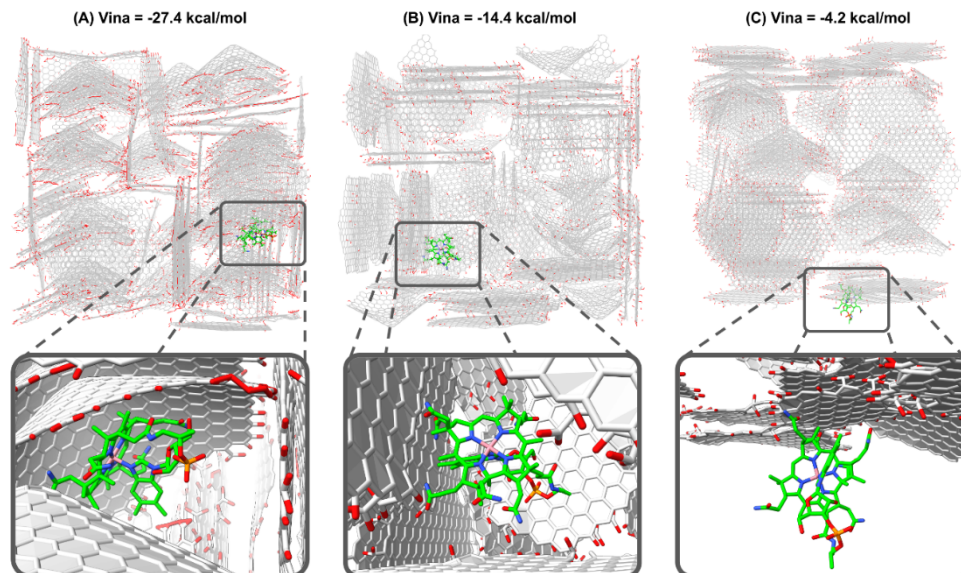 (A) Vina = -27.4 kcal/mol
(B) Vina = -14.4 kcal/mol
(C) Vina = -4.2 kcal/mol